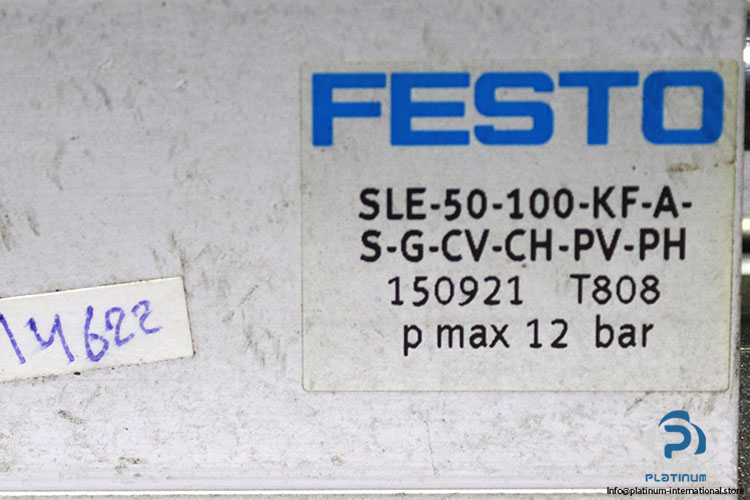 FESTO
SLE-50-100-KF-A-
S-G-CV-CH-PV-PH
150921 T808
p max 12 bar
14622
PLATINUM
Info@platinum-international.store